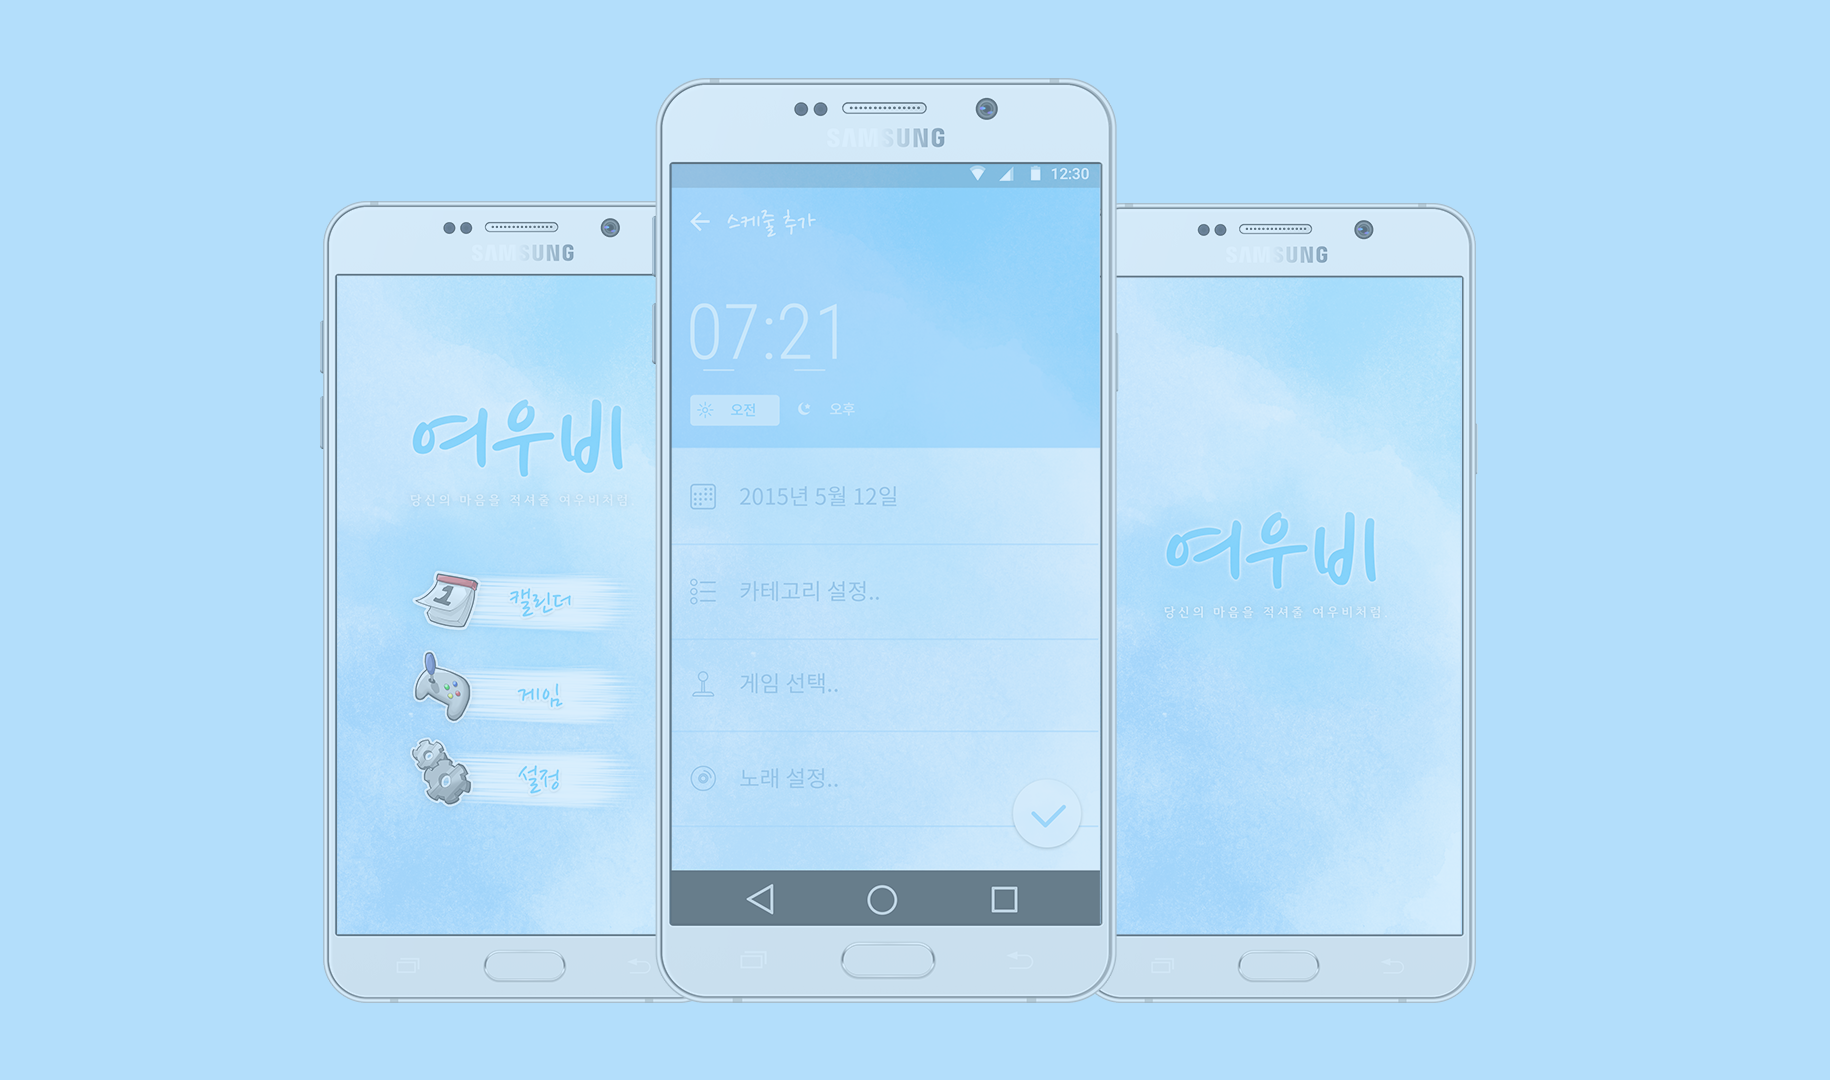 SAMSUNG
여우비
당신의 마음을 적셔줄 여우비처럼.
1
캘린더
게임
설정
SAMSUNG
12:30
스케줄 추가
07:21
오전 오후
2015년 5월 12일
카테고리 설정..
게임 선택..
노래 설정..
SAMSUNG
여우비
당신의 마음을 적셔줄 여우비처럼.